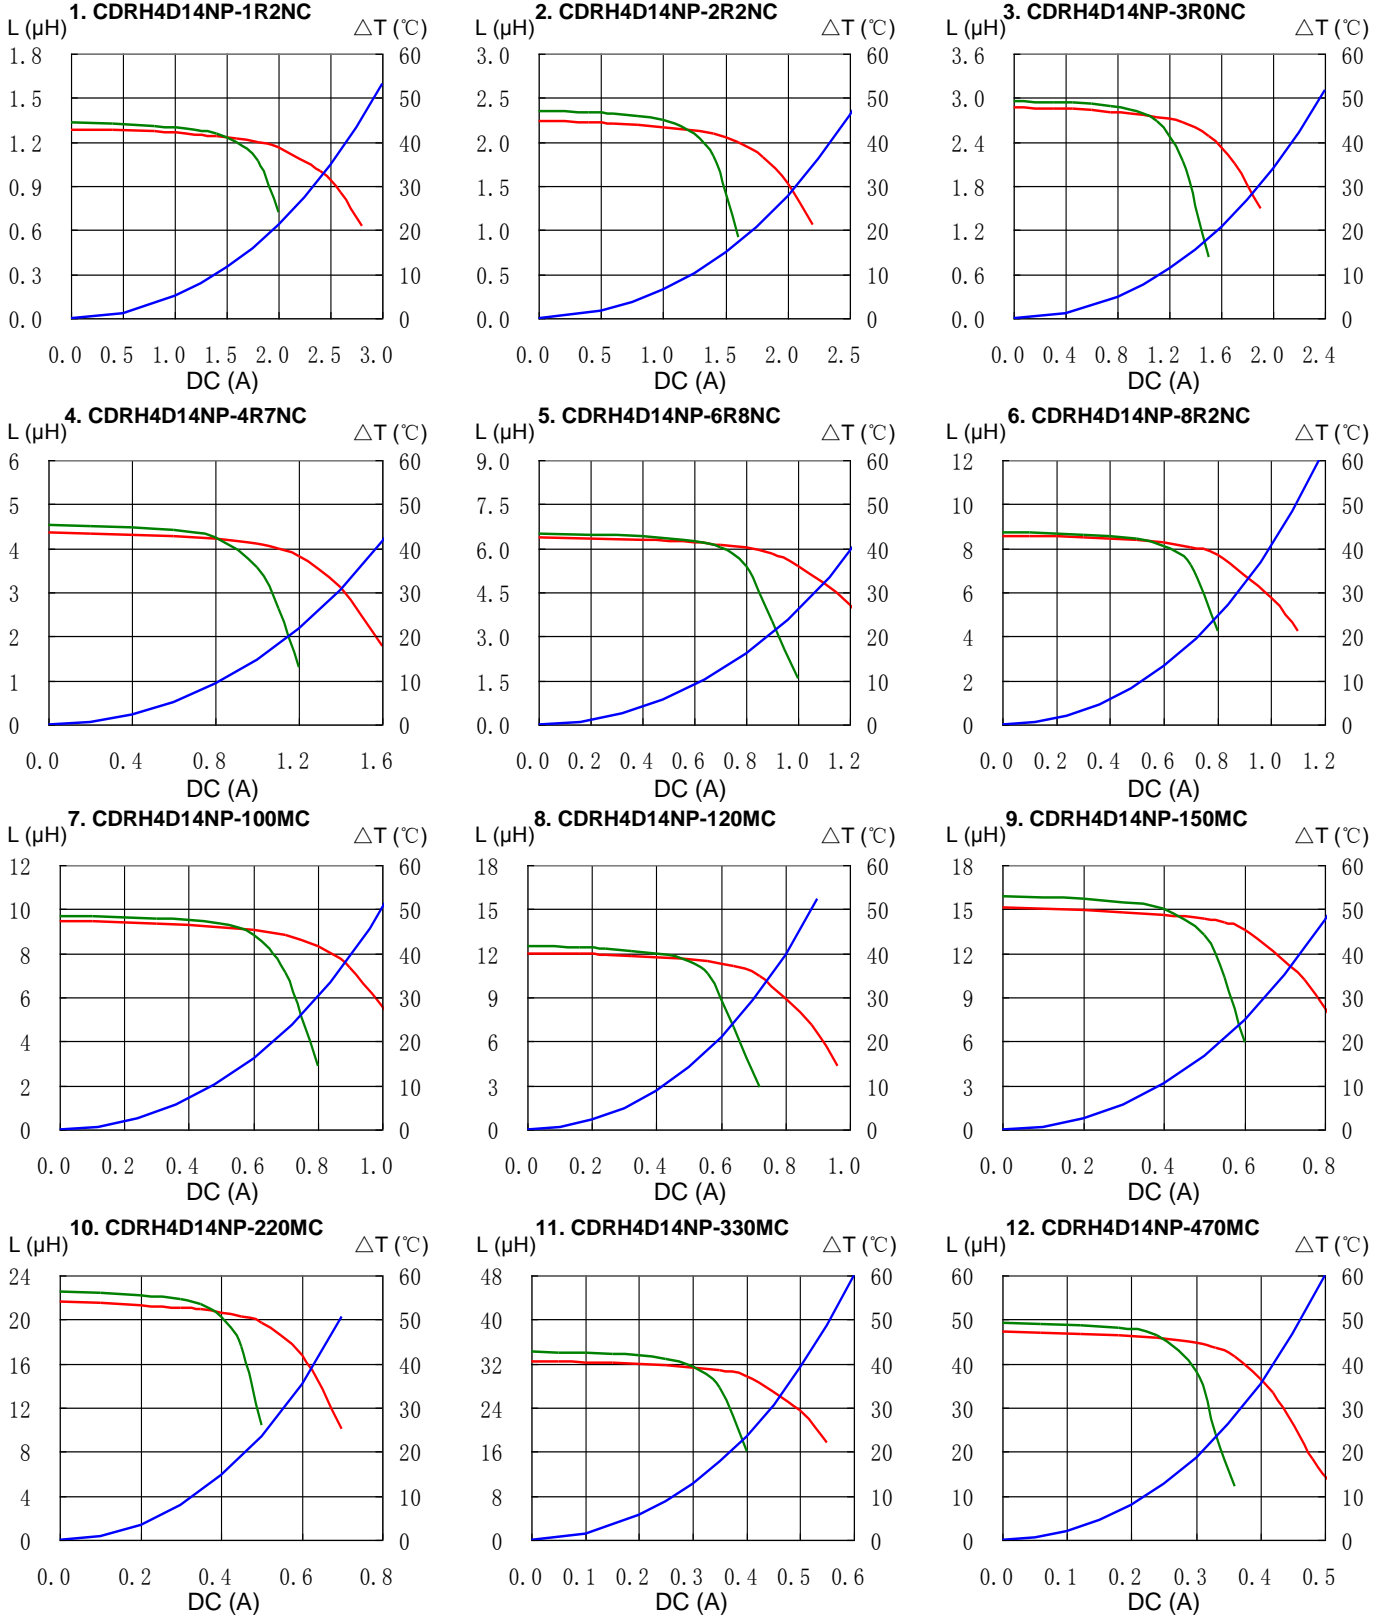 1. CDRH4D14NP-1R2NC
L (µH)
△T (℃)
1.8
1.5
1.2
0.9
0.6
0.3
0.0
60
50
40
30
20
10
0
0.0 0.5 1.0 1.5 2.0 2.5 3.0
DC (A)
2. CDRH4D14NP-2R2NC
L (µH)
△T (℃)
3.0
2.5
2.0
1.5
1.0
0.5
0.0
60
50
40
30
20
10
0
0.0 0.5 1.0 1.5 2.0 2.5
DC (A)
3. CDRH4D14NP-3R0NC
L (µH)
△T (℃)
3.6
3.0
2.4
1.8
1.2
0.6
0.0
60
50
40
30
20
10
0
0.0 0.4 0.8 1.2 1.6 2.0 2.4
DC (A)
4. CDRH4D14NP-4R7NC
L (µH)
△T (℃)
6
5
4
3
2
1
0
60
50
40
30
20
10
0
0.0 0.4 0.8 1.2 1.6
DC (A)
5. CDRH4D14NP-6R8NC
L (µH)
△T (℃)
9.0
7.5
6.0
4.5
3.0
1.5
0.0
60
50
40
30
20
10
0
0.0 0.2 0.4 0.6 0.8 1.0 1.2
DC (A)
6. CDRH4D14NP-8R2NC
L (µH)
△T (℃)
12
10
8
6
4
2
0
60
50
40
30
20
10
0
0.0 0.2 0.4 0.6 0.8 1.0 1.2
DC (A)
7. CDRH4D14NP-100MC
L (µH)
△T (℃)
12
10
8
6
4
2
0
60
50
40
30
20
10
0
0.0 0.2 0.4 0.6 0.8 1.0
DC (A)
8. CDRH4D14NP-120MC
L (µH)
△T (℃)
18
15
12
9
6
3
0
60
50
40
30
20
10
0
0.0 0.2 0.4 0.6 0.8 1.0
DC (A)
9. CDRH4D14NP-150MC
L (µH)
△T (℃)
18
15
12
9
6
3
0
60
50
40
30
20
10
0
0.0 0.2 0.4 0.6 0.8
DC (A)
10. CDRH4D14NP-220MC
L (µH)
△T (℃)
24
20
16
12
8
4
0
60
50
40
30
20
10
0
0.0 0.2 0.4 0.6 0.8
DC (A)
11. CDRH4D14NP-330MC
L (µH)
△T (℃)
48
40
32
24
16
8
0
60
50
40
30
20
10
0
0.0 0.1 0.2 0.3 0.4 0.5 0.6
DC (A)
12. CDRH4D14NP-470MC
L (µH)
△T (℃)
60
50
40
30
20
10
0
60
50
40
30
20
10
0
0.0 0.1 0.2 0.3 0.4 0.5
DC (A)